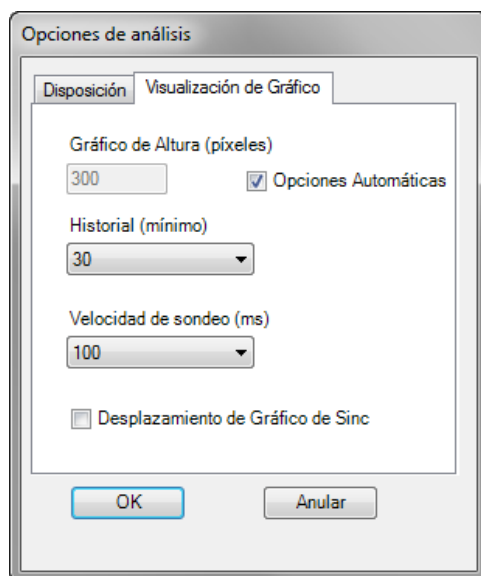 Opciones de análisis
Disposición Visualización de Gráfico
Gráfico de Altura (píxeles)
300 Opciones Automáticas
Historial (mínimo)
30
Velocidad de sondeo (ms)
100
Desplazamiento de Gráfico de Sinc
OK Anular